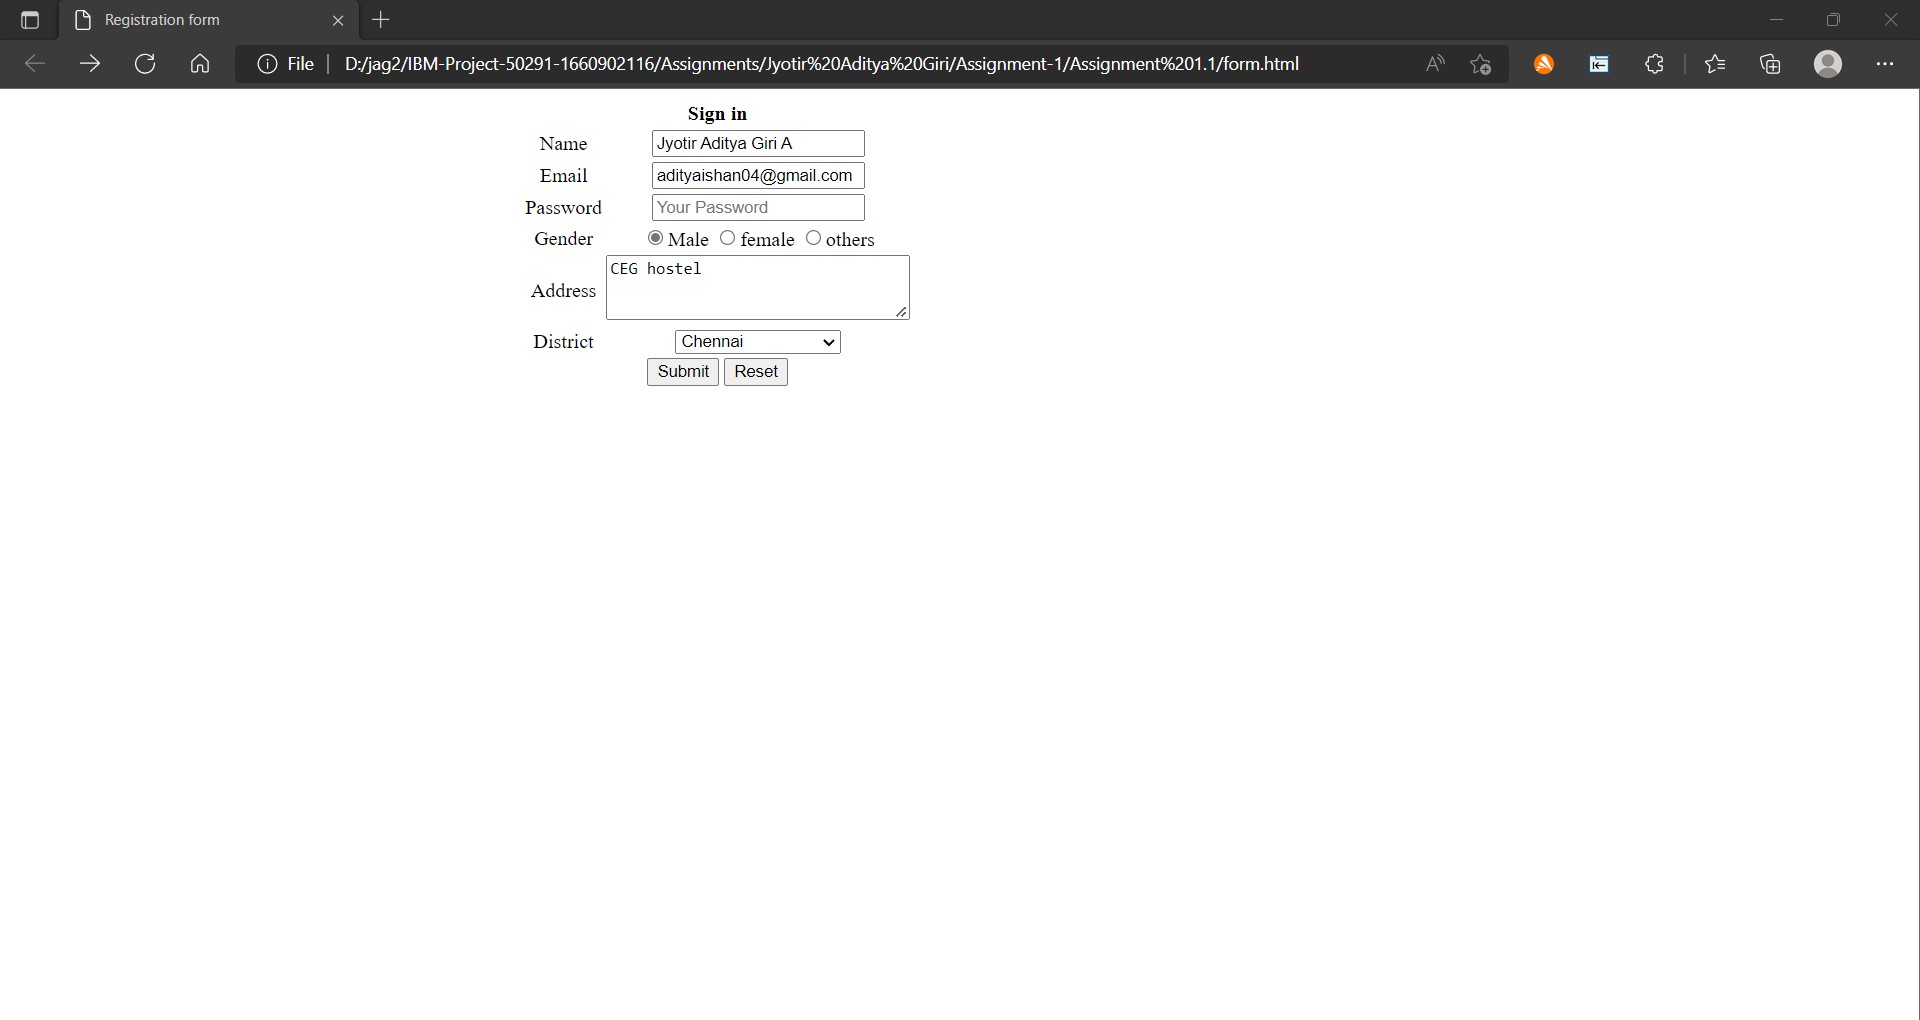 Registration form
File D:/jag2/IBM-Project-50291-1660902116/Assignments/Jyotir%20Aditya%20Giri/Assignment-1/Assignment%201.1/form.html
Sign in
Name Jyotir Aditya Giri A
Email adityaishan04@gmail.com
Password Your Password
Gender Male female others
Address CEG hostel
District Chennai
Submit Reset